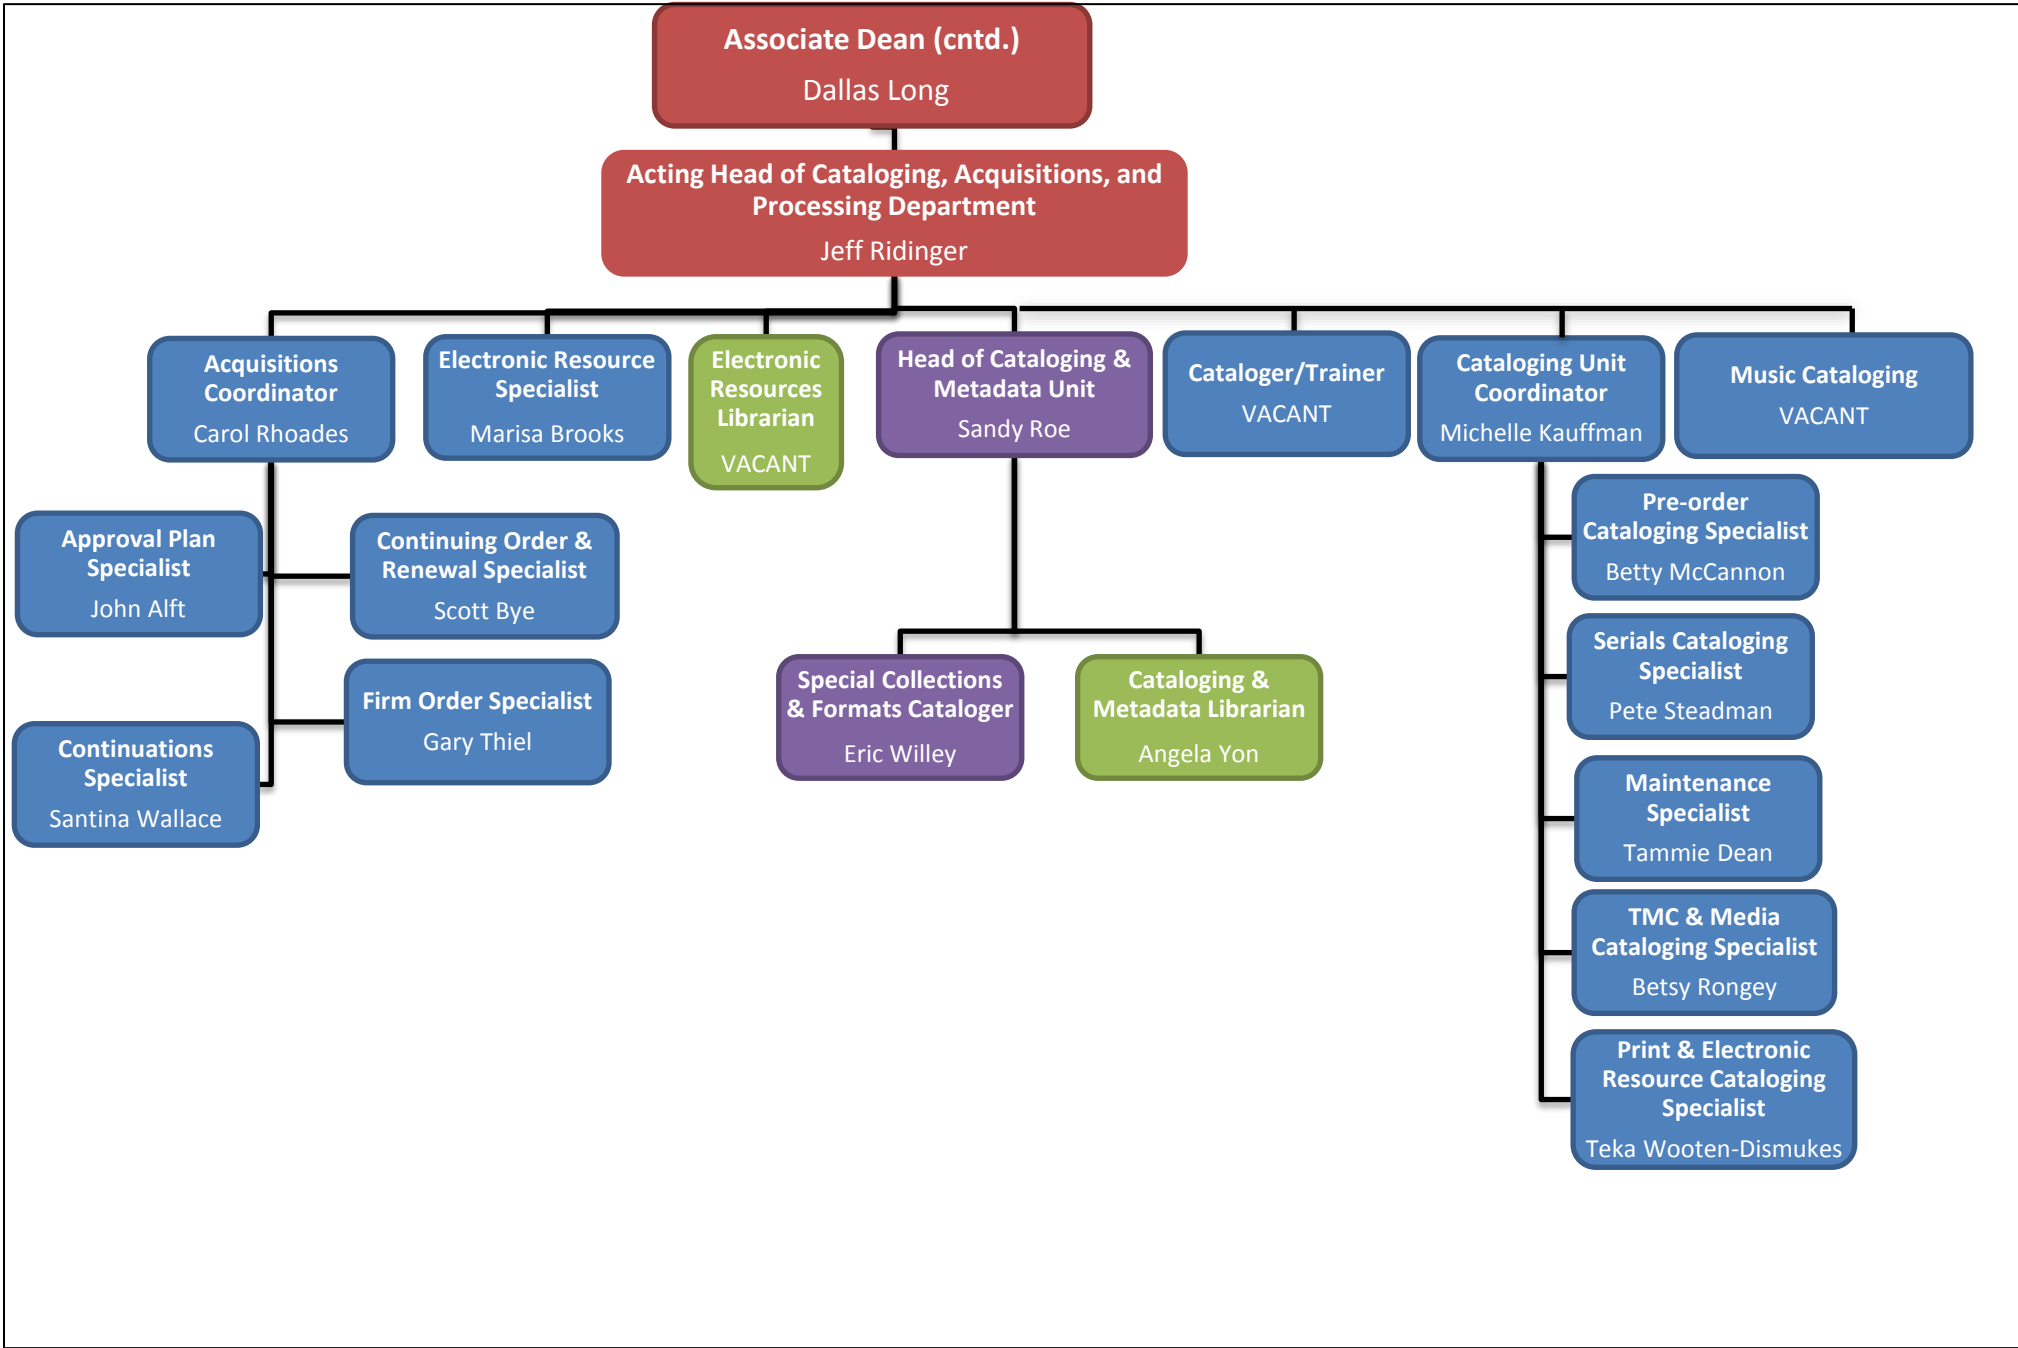 Associate Dean (cntd.)
Dallas Long
Acting Head of Cataloging, Acquisitions, and
Processing Department
Jeff Ridinger
Acquisitions
Coordinator
Carol Rhoades
Electronic Resource
Specialist
Marisa Brooks
Electronic
Resources
Librarian
VACANT
Head of Cataloging &
Metadata Unit
Sandy Roe
Cataloger/Trainer
VACANT
Cataloging Unit
Coordinator
Michelle Kauffman
Music Cataloging
VACANT
Approval Plan
Specialist
John Alft
Continuing Order &
Renewal Specialist
Scott Bye
Firm Order Specialist
Gary Thiel
Continuations
Specialist
Santina Wallace
Special Collections
& Formats Cataloger
Eric Willey
Cataloging &
Metadata Librarian
Angela Yon
Pre-order
Cataloging Specialist
Betty McCannon
Serials Cataloging
Specialist
Pete Steadman
Maintenance
Specialist
Tammie Dean
TMC & Media
Cataloging Specialist
Betsy Rongey
Print & Electronic
Resource Cataloging
Specialist
Teka Wooten-Dismukes